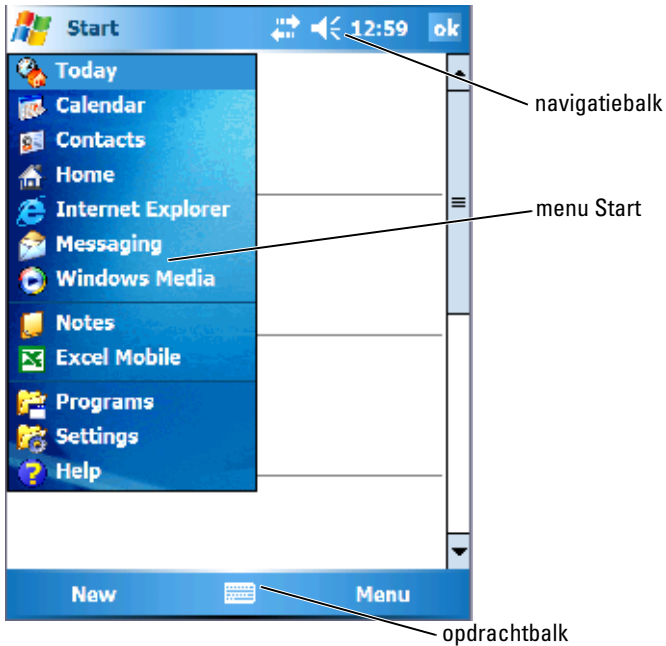 Start 12:59 ok
Today
Calendar
navigatiebalk
Contacts
Home
Internet Explorer
menu Start
Messaging
Windows Media
Notes
Excel Mobile
Programs
Settings
Help
New Menu
opdrachtbalk